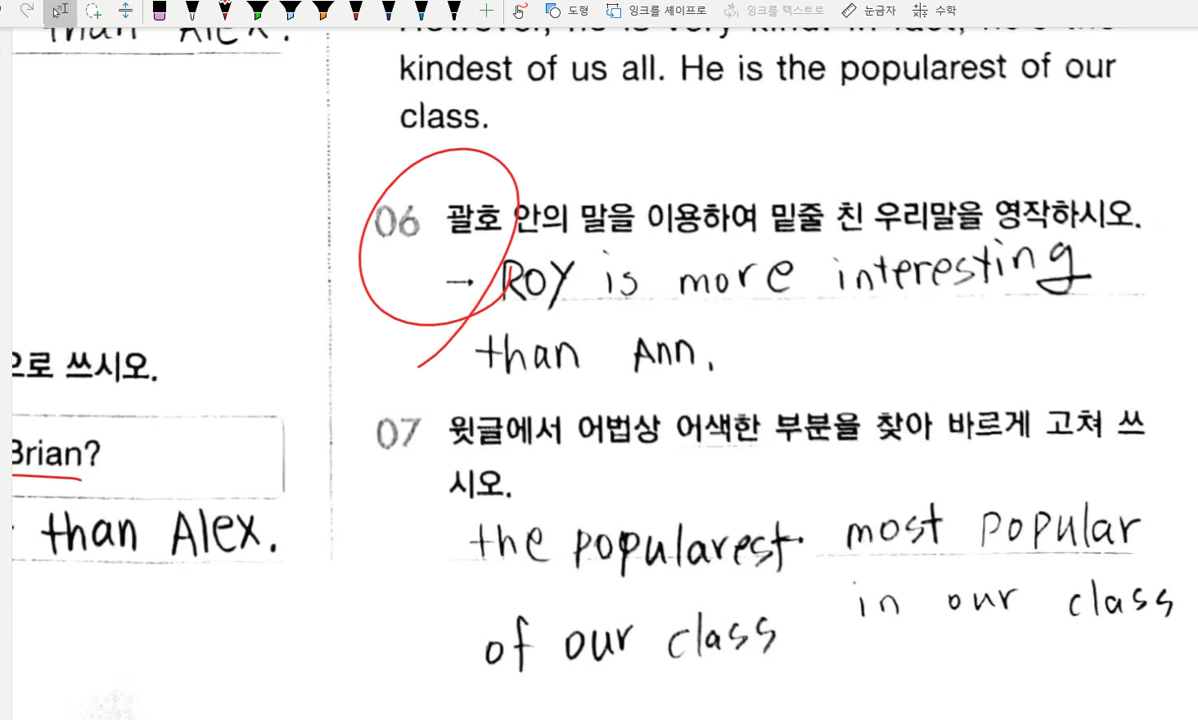 도형 잉크를 셰이프로 잉크를 텍스트로 눈금자 수학
than Alex.
kindest of us all. He is the popularest of our
class.
06 괄호 안의 말을 이용하여 밑줄 친 우리말을 영작하시오.
→ ROY is more interesting
than Ann.
으로 쓰시오.
Brian?
than Alex.
07 윗글에서 어법상 어색한 부분을 찾아 바르게 고쳐 쓰
시오.
the popularest. most popular
of our class in our class